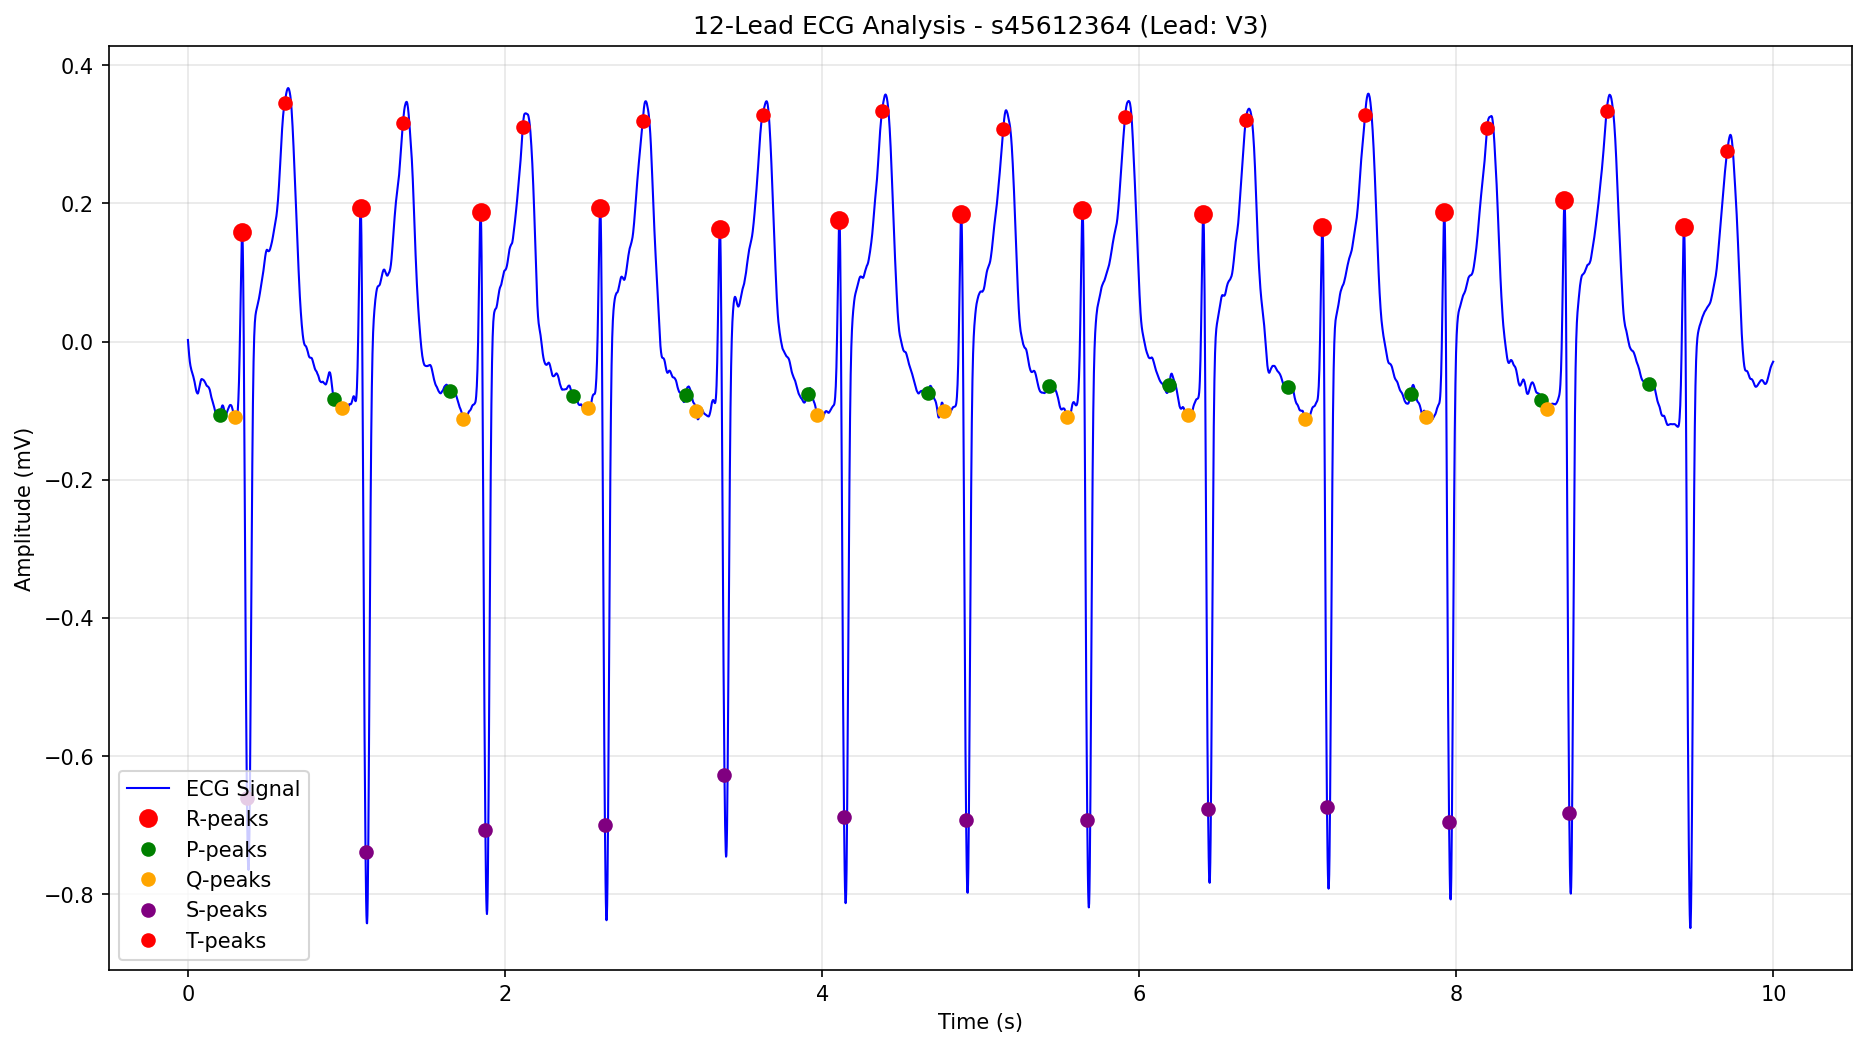 12-Lead ECG Analysis - s45612364 (Lead: V3)
0.4
0.2
0.0
−0.2
−0.4
−0.6
−0.8
Amplitude (mV)
ECG Signal
R-peaks
P-peaks
Q-peaks
S-peaks
T-peaks
0 2 4 6 8 10
Time (s)